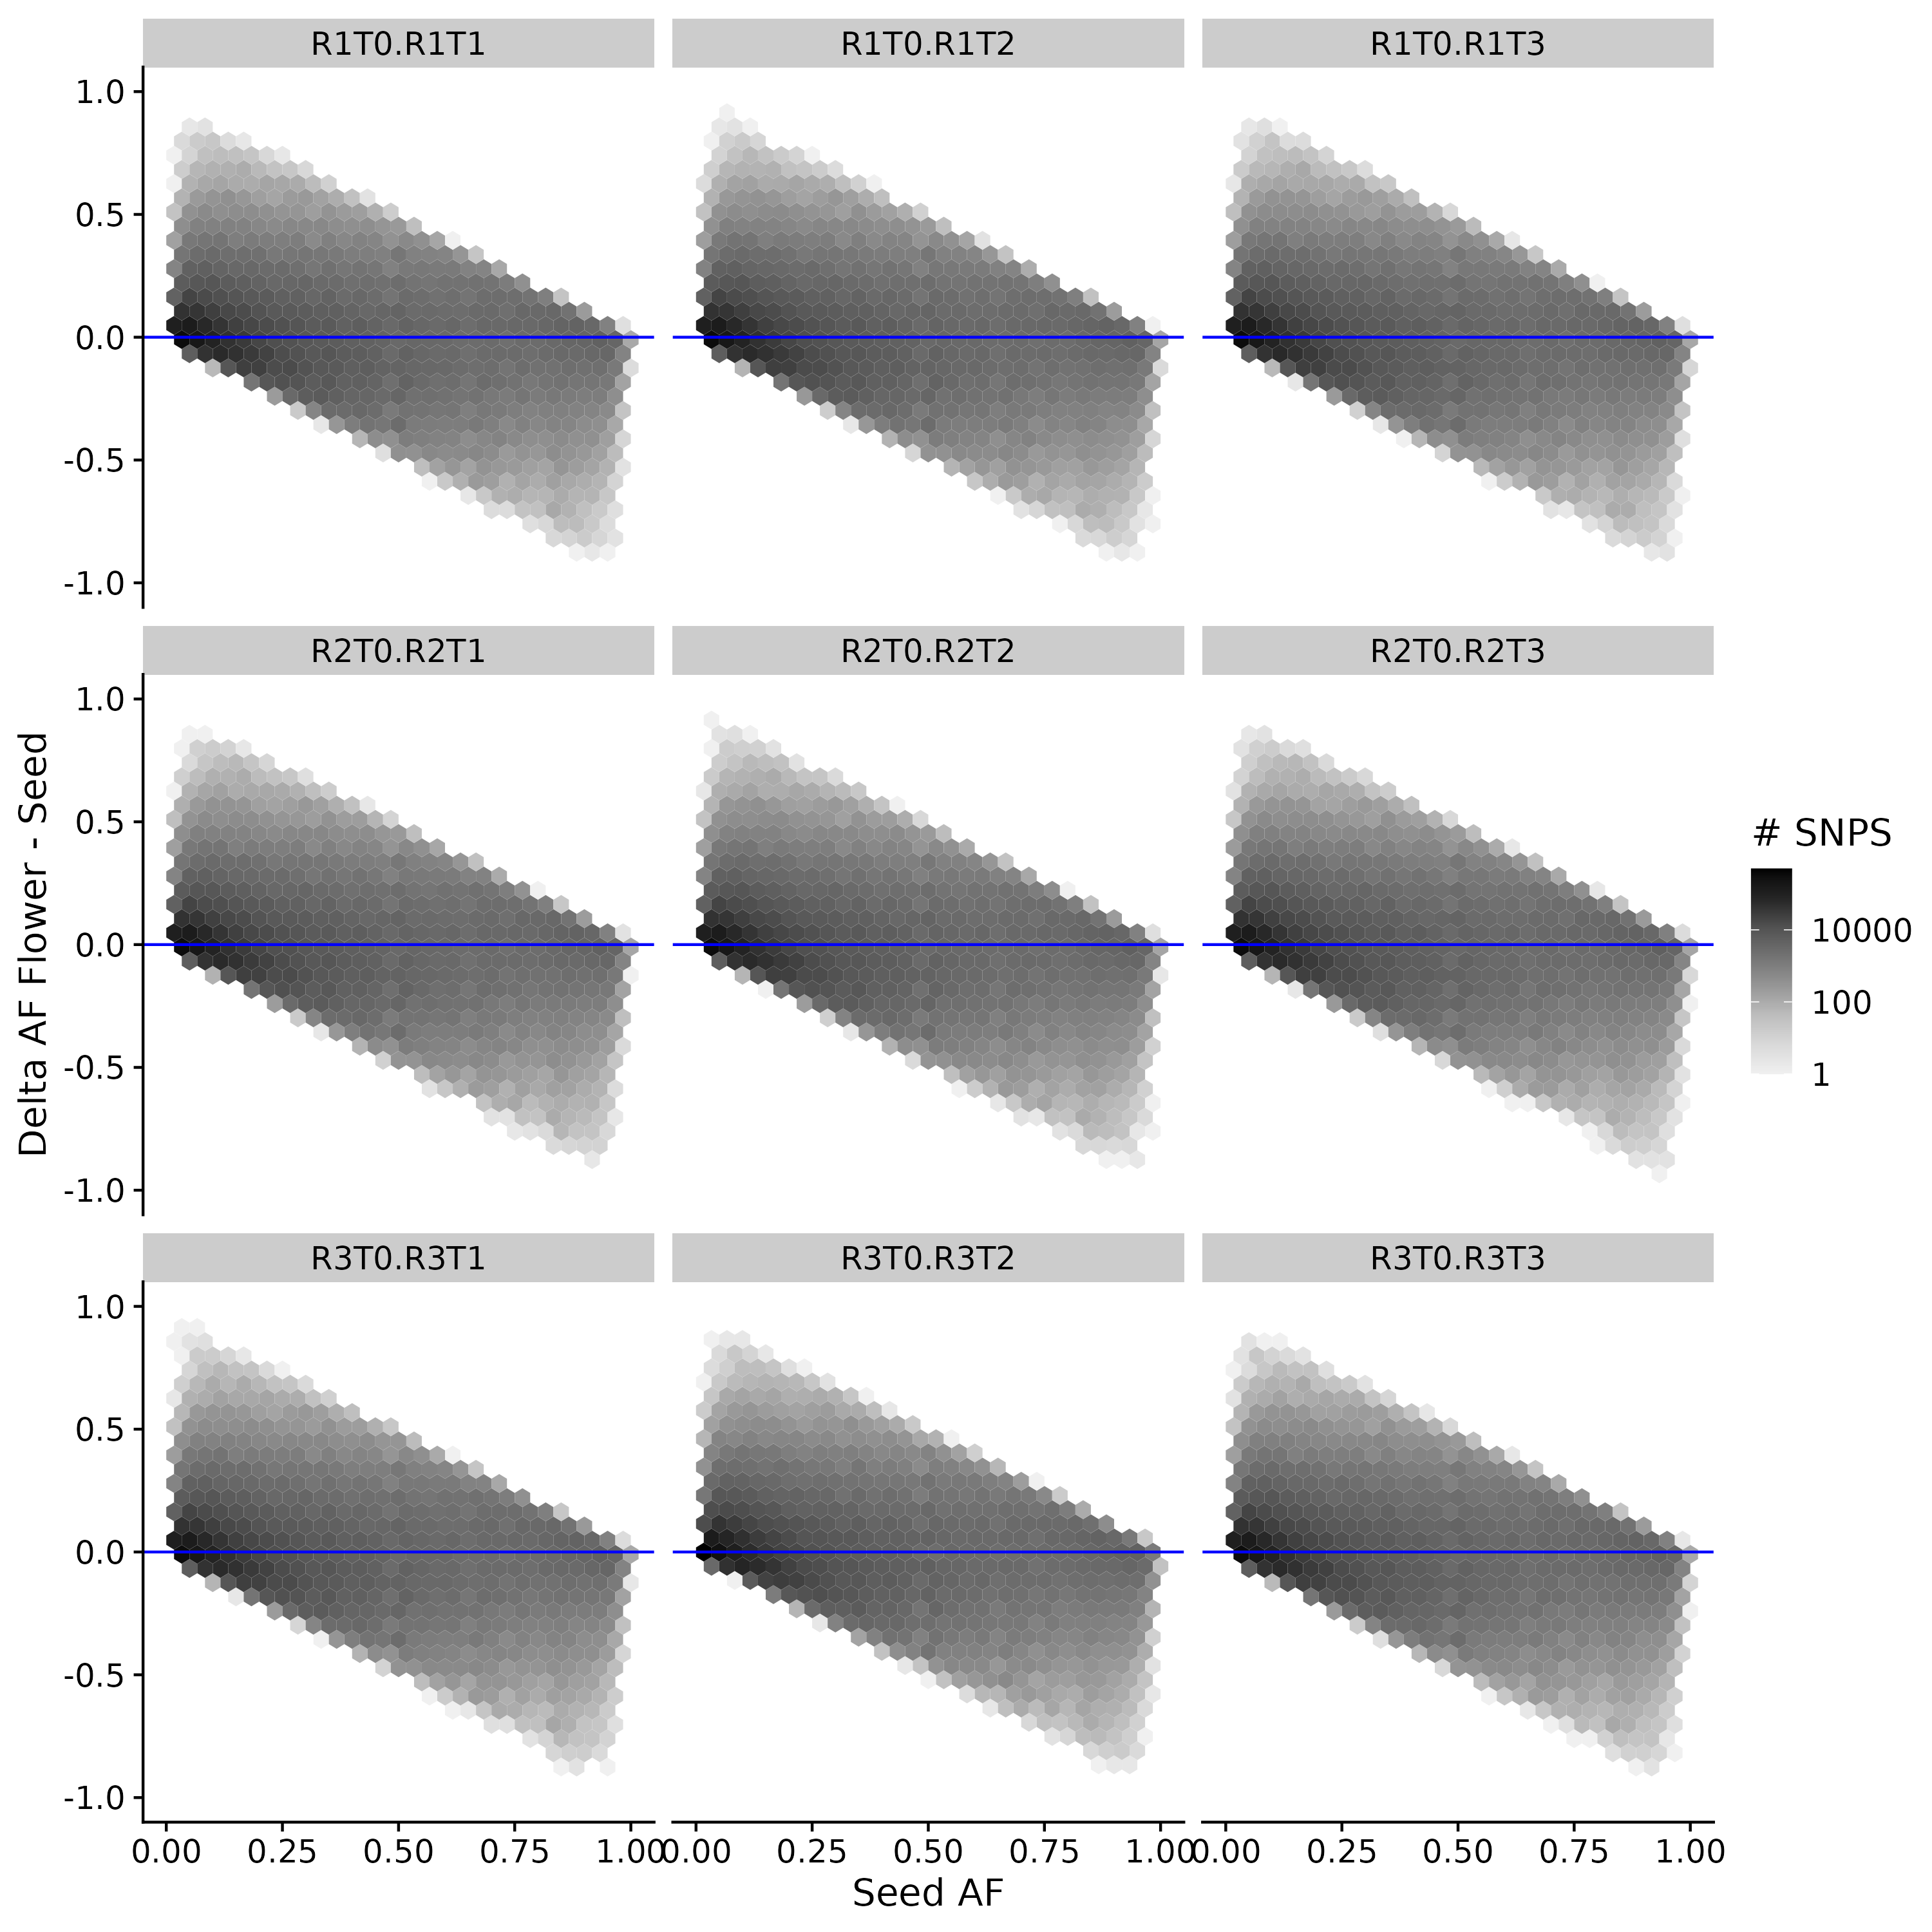 R1T0.R1T1
R1T0.R1T2
R1T0.R1T3
1.0
0.5
0.0
-0.5
-1.0
R2T0.R2T1
R2T0.R2T2
R2T0.R2T3
1.0
0.5
0.0
-0.5
-1.0
R3T0.R3T1
R3T0.R3T2
R3T0.R3T3
1.0
0.5
0.0
-0.5
-1.0
0.00 0.25 0.50 0.75 1.00
0.00 0.25 0.50 0.75 1.00
0.00 0.25 0.50 0.75 1.00
Seed AF
Delta AF Flower - Seed
# SNPS
10000
100
1